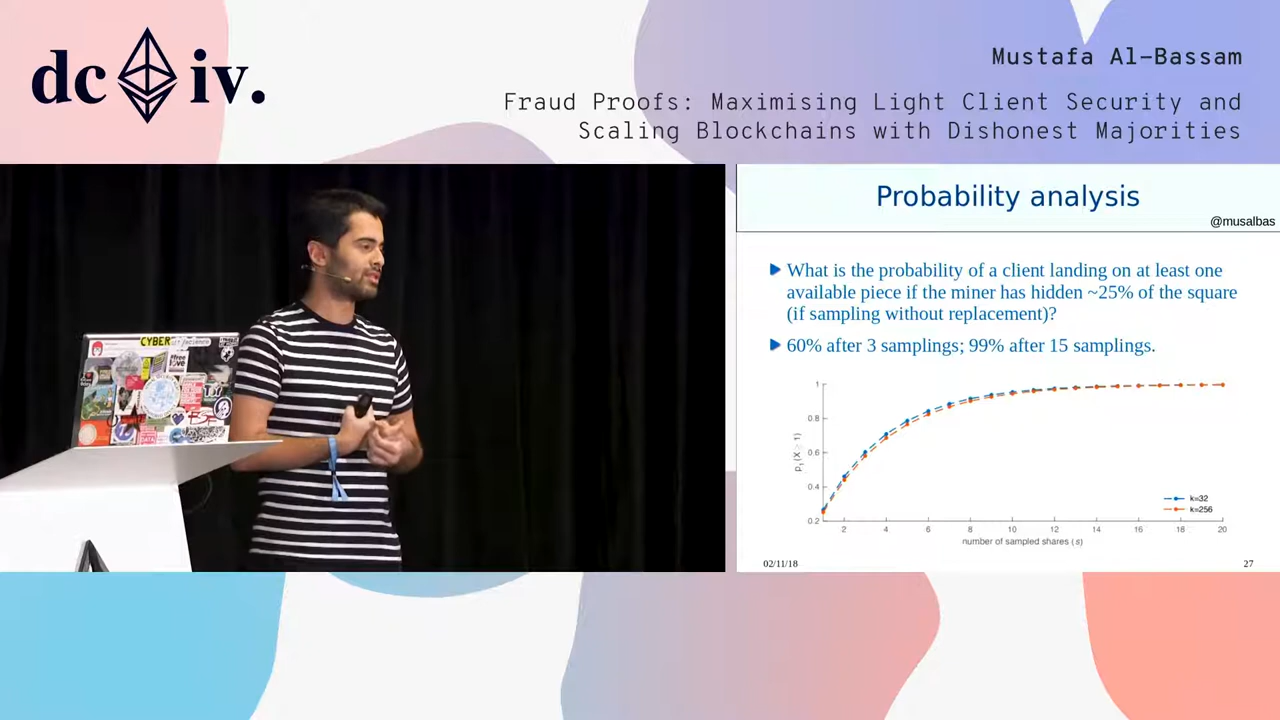 dc iv.
Mustafa Al-Bassam
Fraud Proofs: Maximising Light Client Security and
Scaling Blockchains with Dishonest Majorities
CYBER
Probability analysis
@musalbas
What is the probability of a client landing on at least one
available piece if the miner has hidden ~25% of the square
(if sampling without replacement)?
60% after 3 samplings; 99% after 15 samplings.
1
0.8
0.6
0.4
0.2
p₁(X ≥ 1)
k=32
k=256
2 4 6 8 10 12 14 16 18 20
number of sampled shares (s)
02/11/18
27